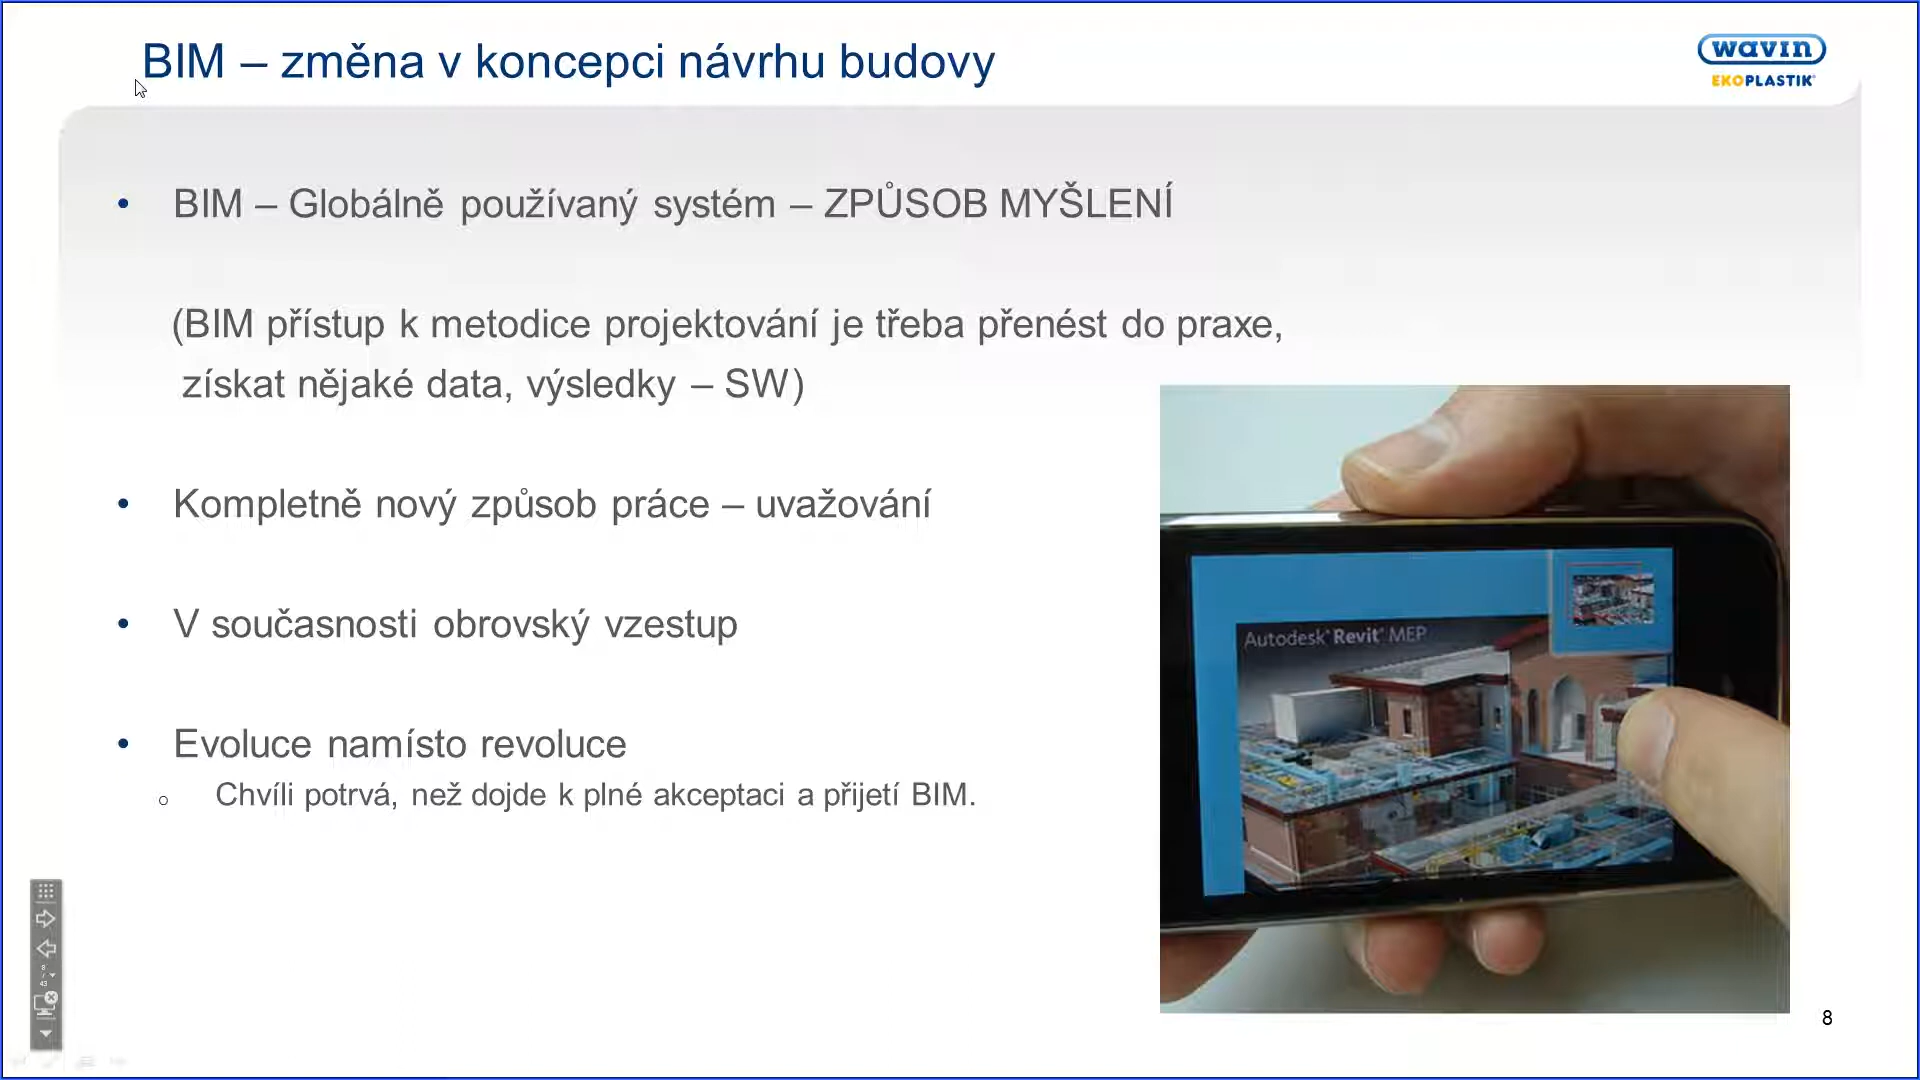 BIM – změna v koncepci návrhu budovy
wavin
EKOPLASTIK
• BIM – Globálně používaný systém – ZPŮSOB MYŠLENÍ
(BIM přístup k metodice projektování je třeba přenést do praxe,
získat nějaké data, výsledky – SW)
• Kompletně nový způsob práce – uvažování
• V současnosti obrovský vzestup
• Evoluce namísto revoluce
o Chvíli potrvá, než dojde k plné akceptaci a přijetí BIM.
Autodesk® Revit® MEP
8
/
43
8